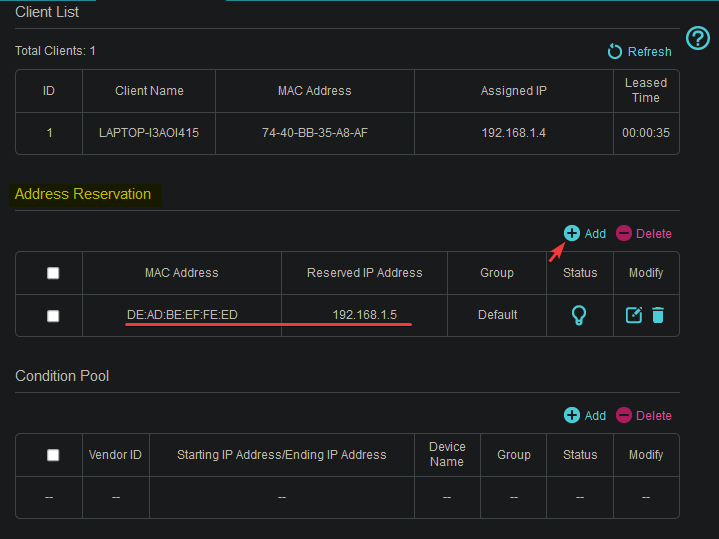 Client List
Total Clients: 1
Refresh
ID Client Name MAC Address Assigned IP Leased Time
1 LAPTOP-I3AOI415 74-40-BB-35-A8-AF 192.168.1.4 00:00:35
Address Reservation
Add Delete
MAC Address Reserved IP Address Group Status Modify
DE:AD:BE:EF:FE:ED 192.168.1.5 Default
Condition Pool
Add Delete
Vendor ID Starting IP Address/Ending IP Address Device Name Group Status Modify
-- -- -- -- -- -- --